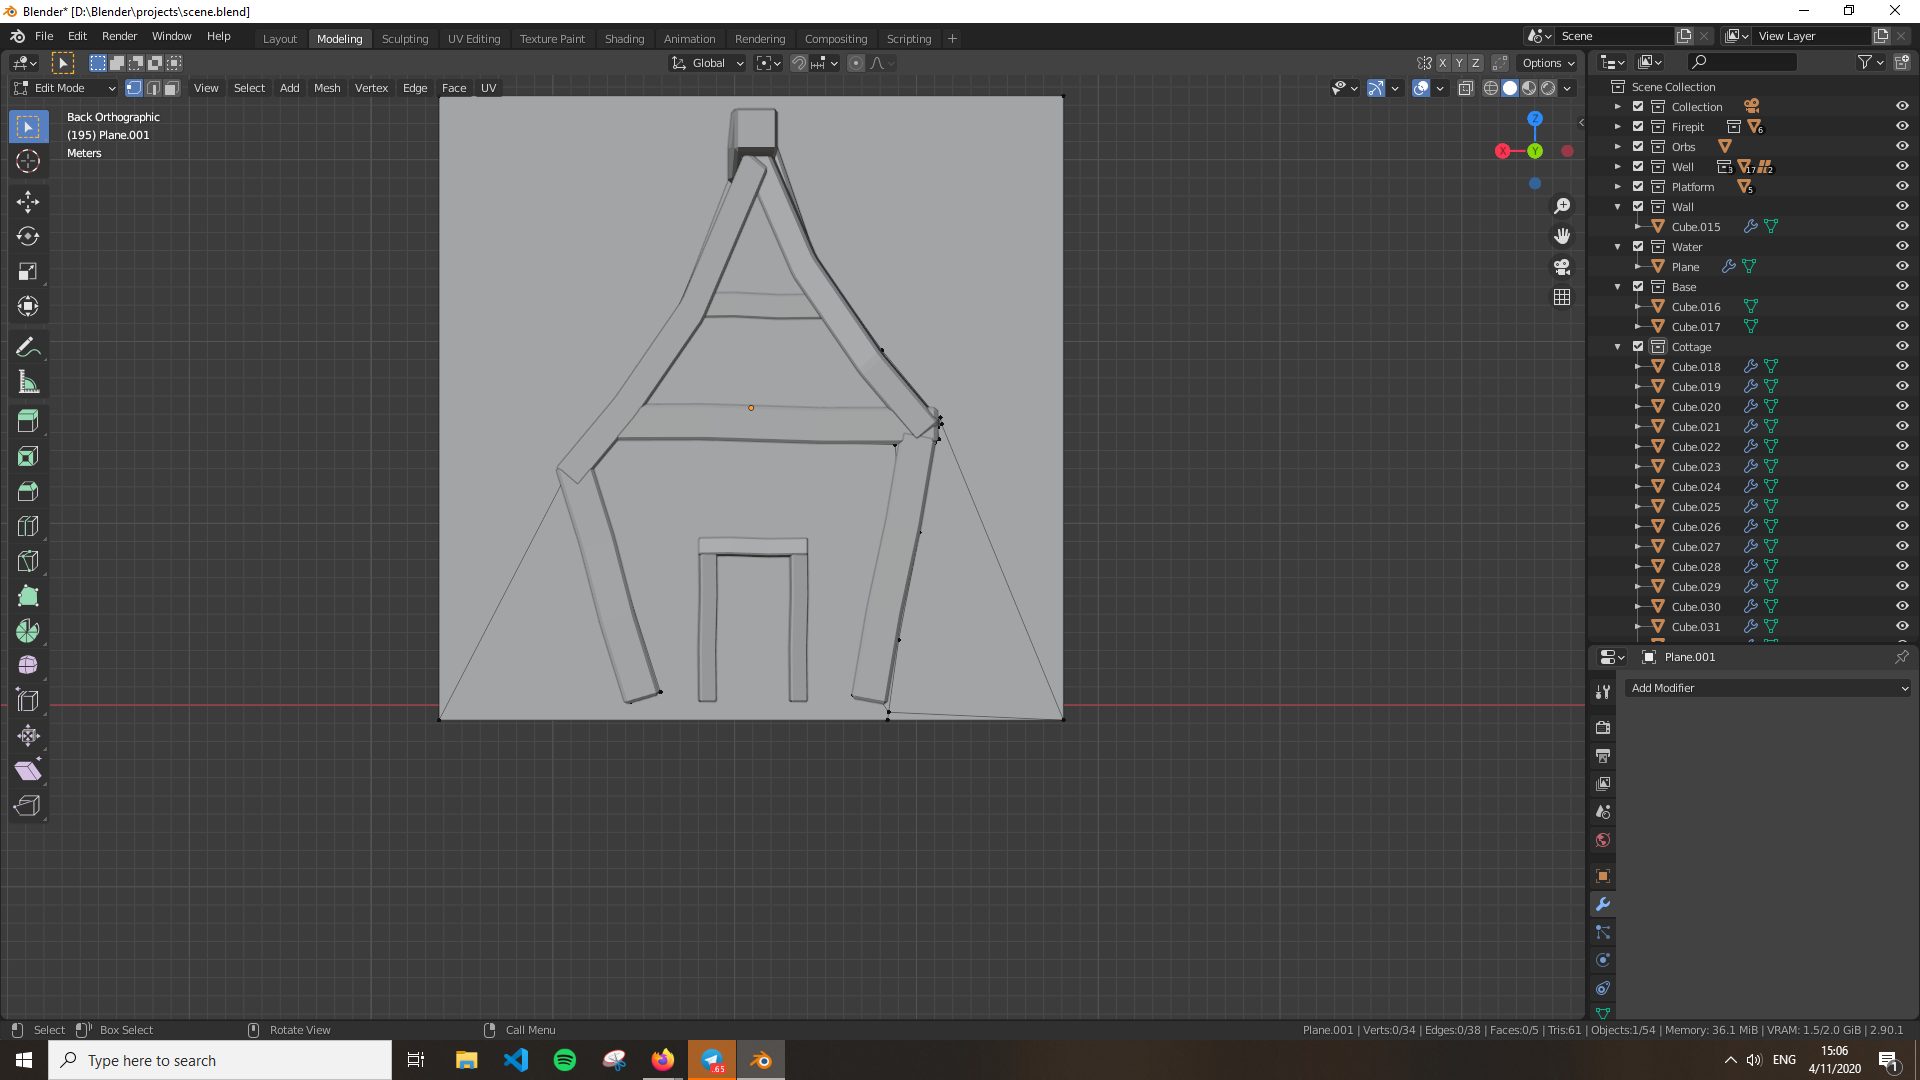 Blender* [D:\Blender\projects\scene.blend]
File Edit Render Window Help
Layout Modeling Sculpting UV Editing Texture Paint Shading Animation Rendering Compositing Scripting +
Scene
View Layer
Global
X Y Z
Options
Edit Mode
View Select Add Mesh Vertex Edge Face UV
Back Orthographic
(195) Plane.001
Meters
Z
X
Y
Scene Collection
Collection
Firepit 6
Orbs
Well 3 17 2
Platform 5
Wall
Cube.015
Water
Plane
Base
Cube.016
Cube.017
Cottage
Cube.018
Cube.019
Cube.020
Cube.021
Cube.022
Cube.023
Cube.024
Cube.025
Cube.026
Cube.027
Cube.028
Cube.029
Cube.030
Cube.031
Plane.001
Add Modifier
Select Box Select Rotate View Call Menu
Plane.001 | Verts:0/34 | Edges:0/38 | Faces:0/5 | Tris:61 | Objects:1/54 | Memory: 36.1 MiB | VRAM: 1.5/2.0 GiB | 2.90.1
Type here to search
.65
ENG
15:06
4/11/2020
1